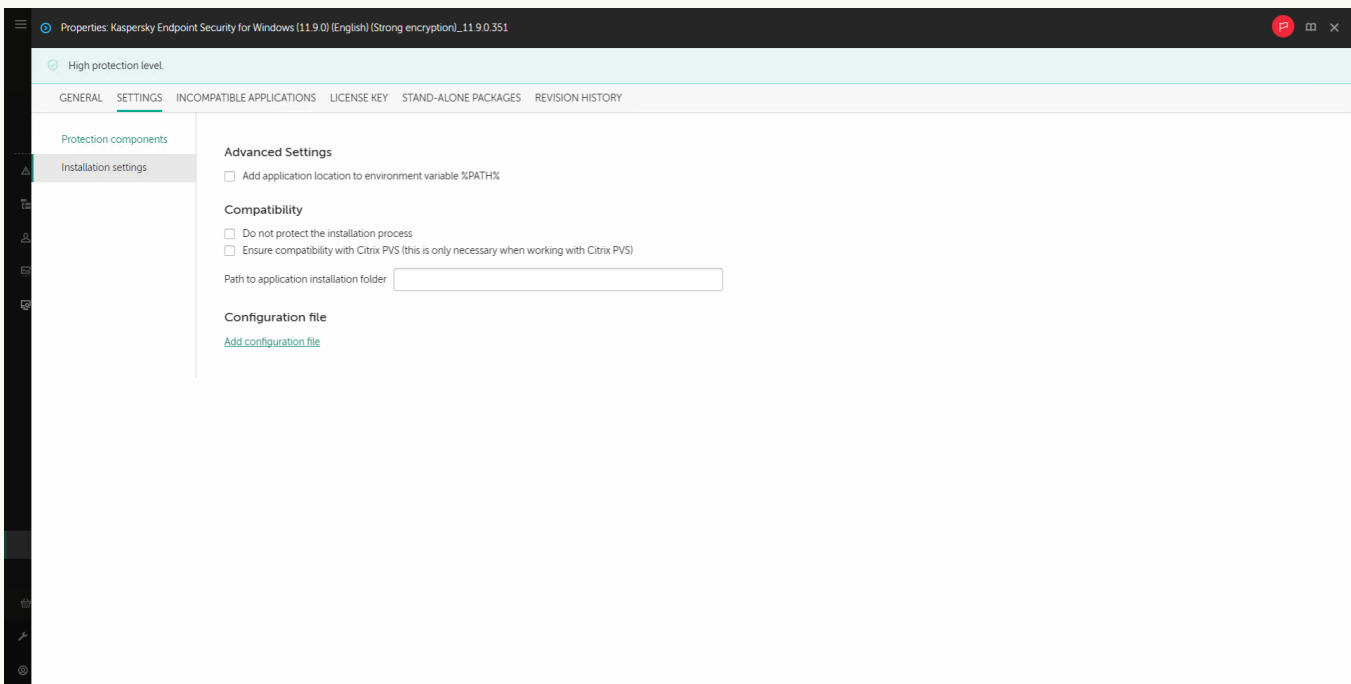 Properties: Kaspersky Endpoint Security for Windows (11.9.0) (English) (Strong encryption)_11.9.0.351
High protection level.
GENERAL SETTINGS INCOMPATIBLE APPLICATIONS LICENSE KEY STAND-ALONE PACKAGES REVISION HISTORY
Protection components
Installation settings
Advanced Settings
Add application location to environment variable %PATH%
Compatibility
Do not protect the installation process
Ensure compatibility with Citrix PVS (this is only necessary when working with Citrix PVS)
Path to application installation folder
Configuration file
Add configuration file